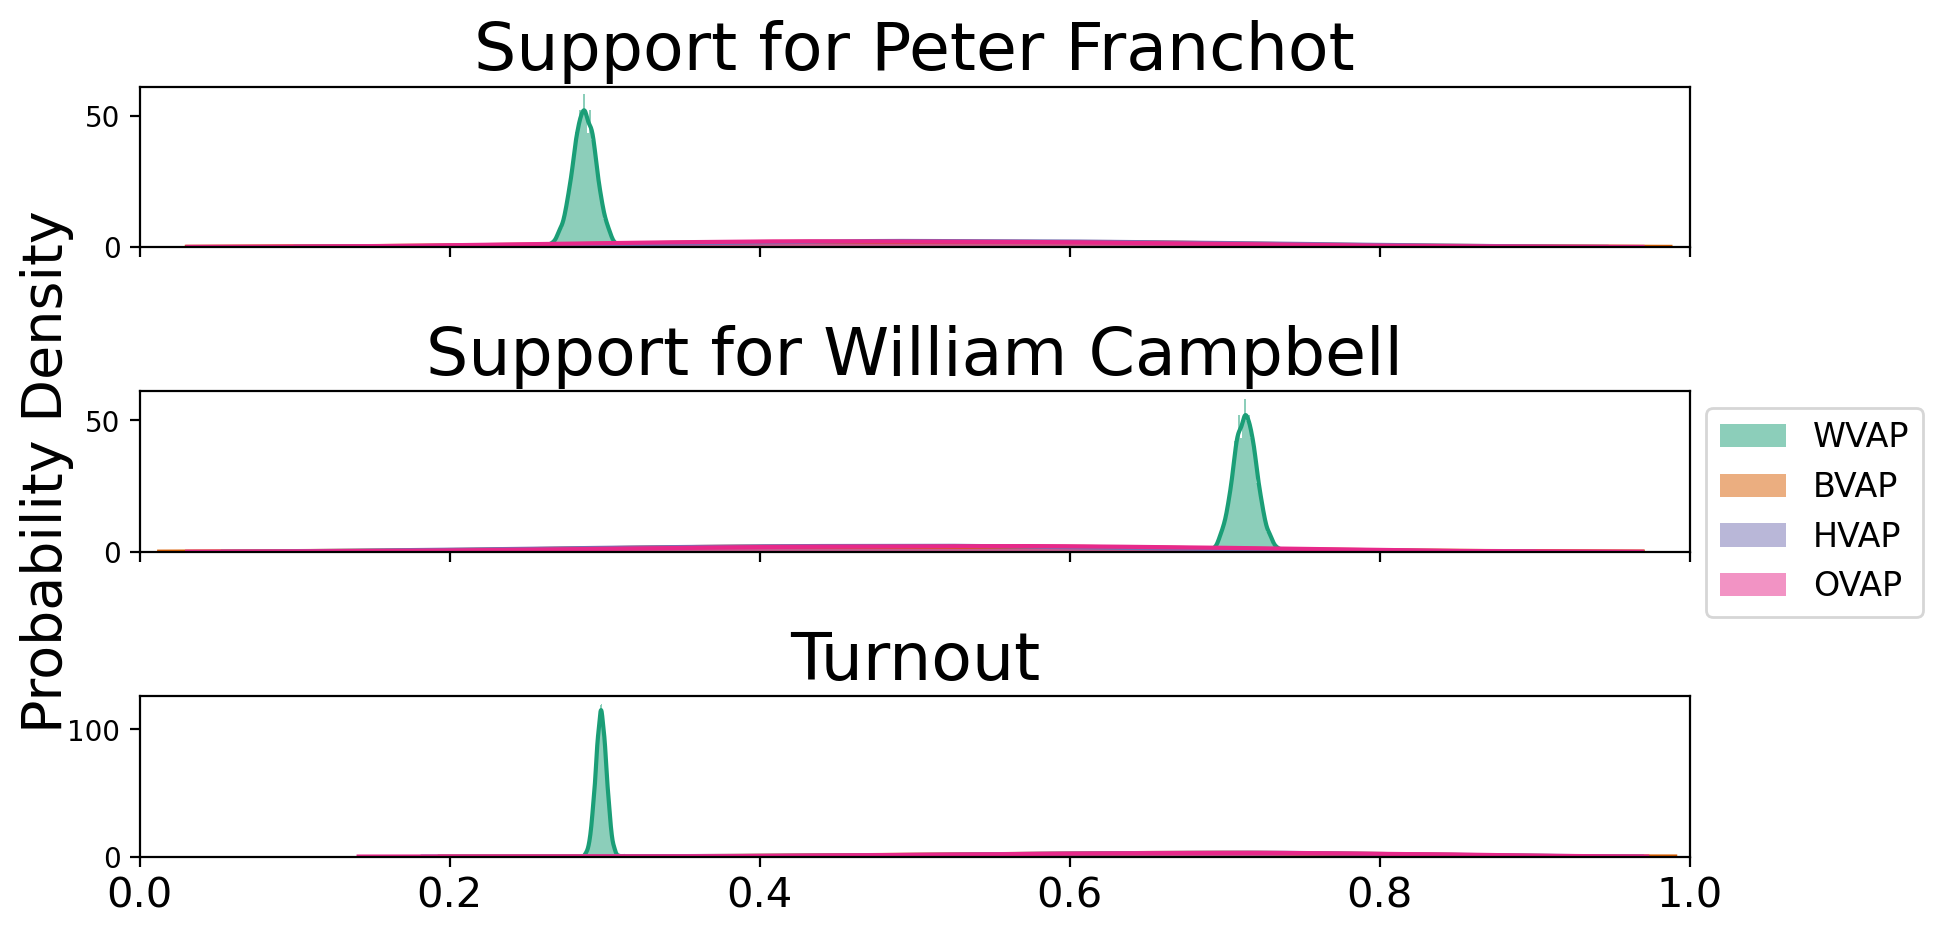 Support for Peter Franchot
50
0
Support for William Campbell
50
0
Turnout
100
0
0.0 0.2 0.4 0.6 0.8 1.0
Probability Density
WVAP
BVAP
HVAP
OVAP